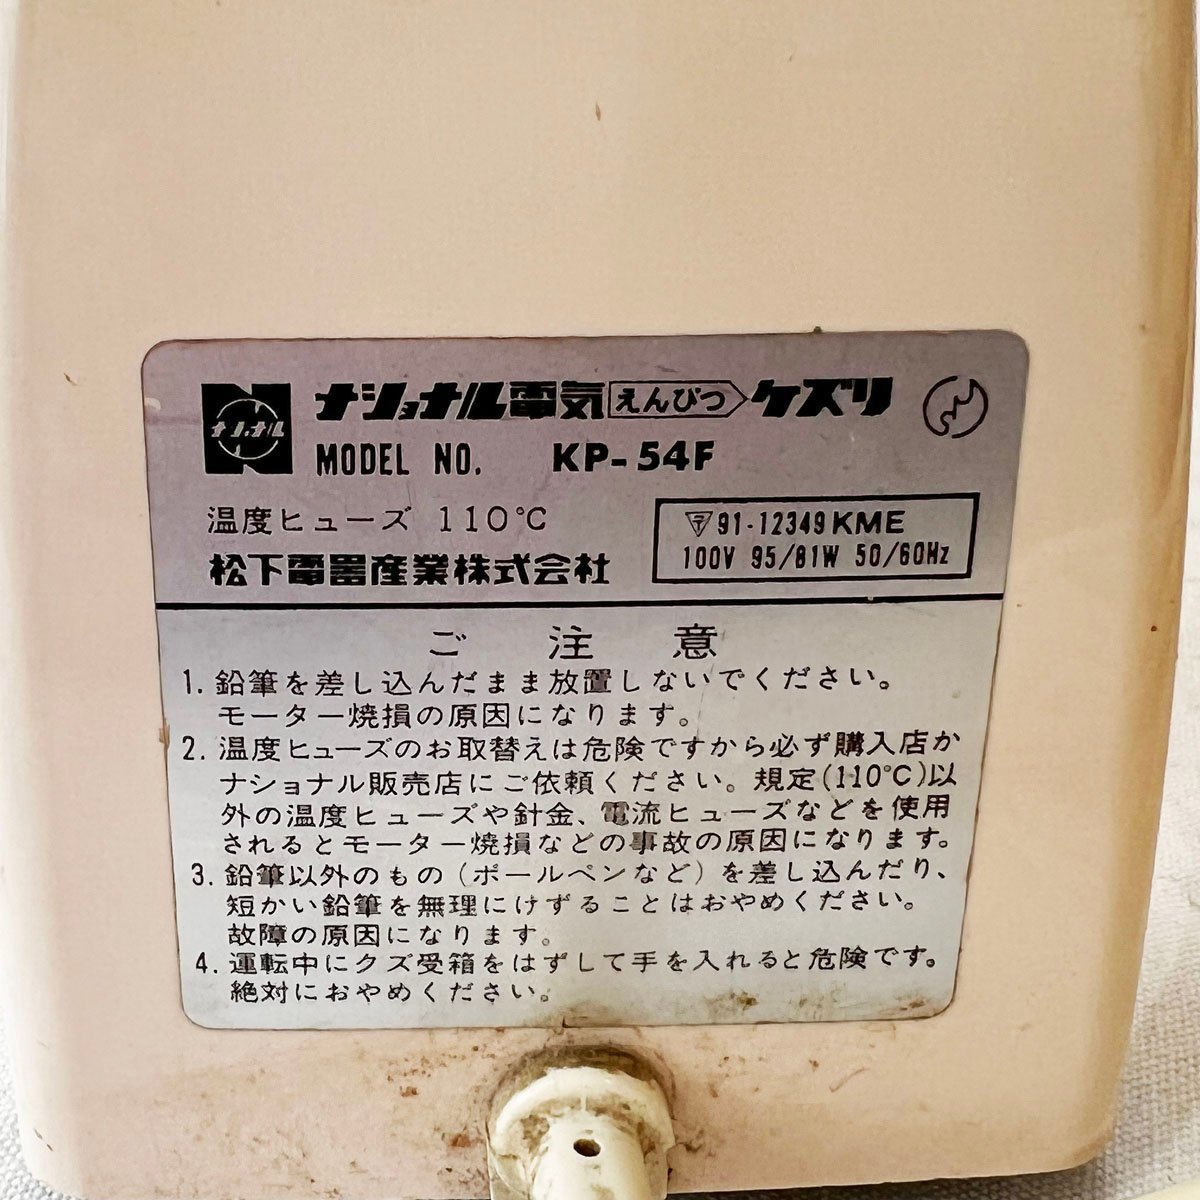 ナショナル
ナショナル電気えんぴつケズリ
MODEL NO. KP-54F
温度ヒューズ 110℃
〒91-12349 KME
100V 95/81W 50/60Hz
松下電器産業株式会社
ご注意
1. 鉛筆を差し込んだまま放置しないでください。
モーター焼損の原因になります。
2. 温度ヒューズのお取替えは危険ですから必ず購入店か
ナショナル販売店にご依頼ください。規定(110℃)以
外の温度ヒューズや針金、電流ヒューズなどを使用
されるとモーター焼損などの事故の原因になります。
3. 鉛筆以外のもの(ボールペンなど)を差し込んだり、
短かい鉛筆を無理にけずることはおやめください。
故障の原因になります。
4. 運転中にクズ受箱をはずして手を入れると危険です。
絶対におやめください。